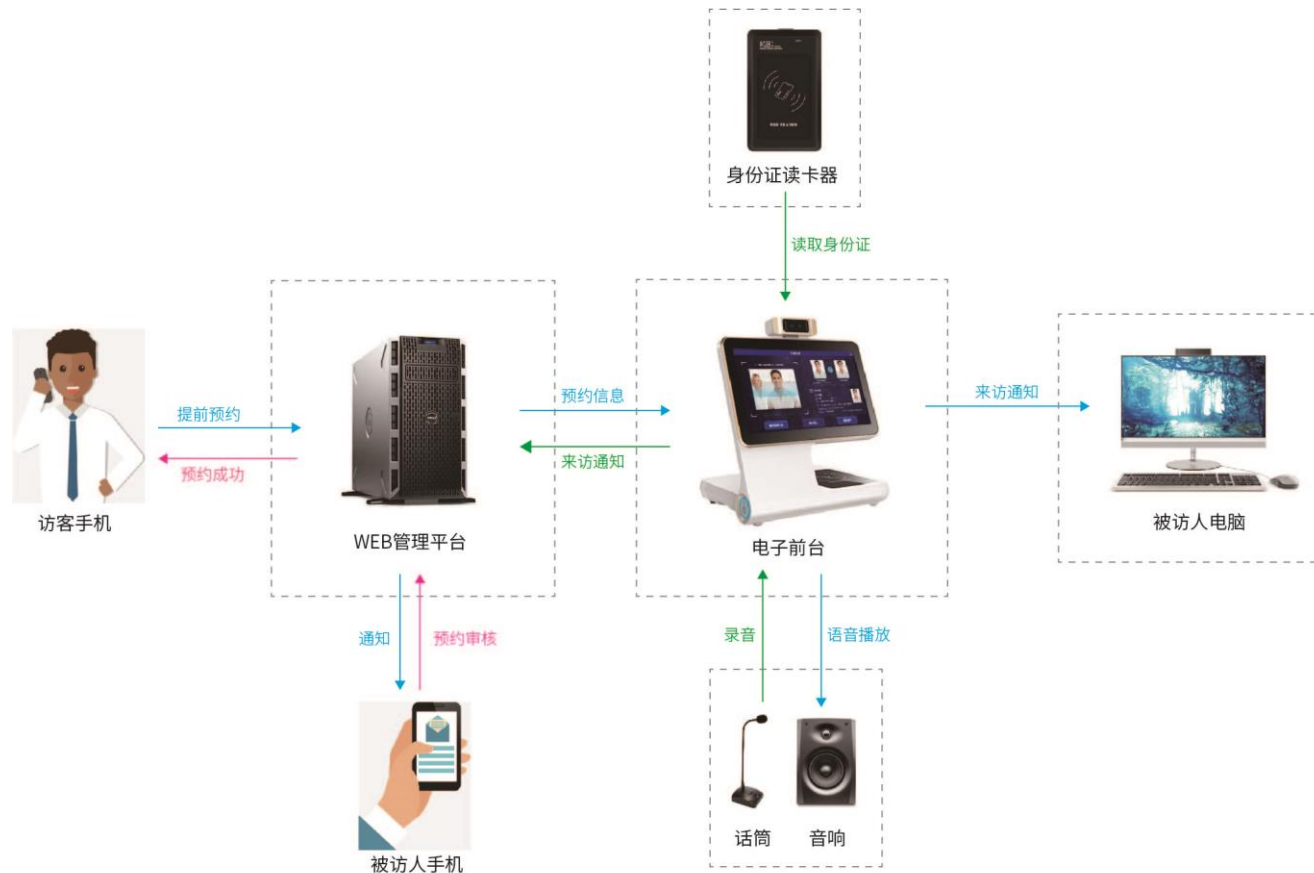 身份证读卡器
读取身份证
提前预约
预约成功
访客手机
WEB管理平台
预约信息
来访通知
电子前台
来访通知
被访人电脑
通知
预约审核
录音
语音播放
被访人手机
话筒
音响